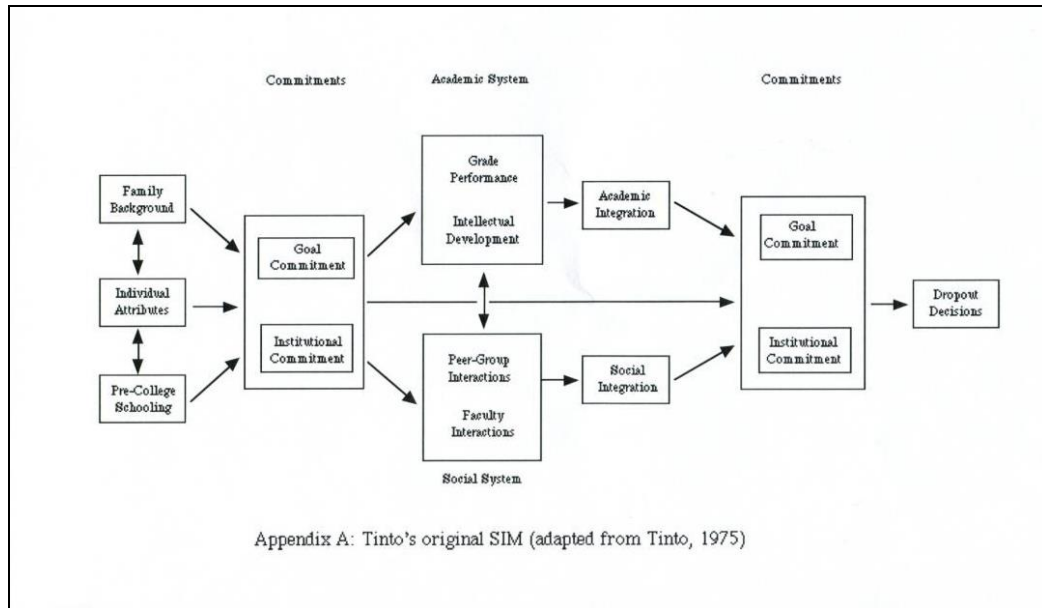 Commitments
Academic System
Commitments
Family
Background
Individual
Attributes
Pre-College
Schooling
Goal
Commitment
Institutional
Commitment
Grade
Performance
Intellectual
Development
Peer-Group
Interactions
Faculty
Interactions
Social System
Academic
Integration
Social
Integration
Goal
Commitment
Institutional
Commitment
Dropout
Decisions
Appendix A: Tinto's original SIM (adapted from Tinto, 1975)